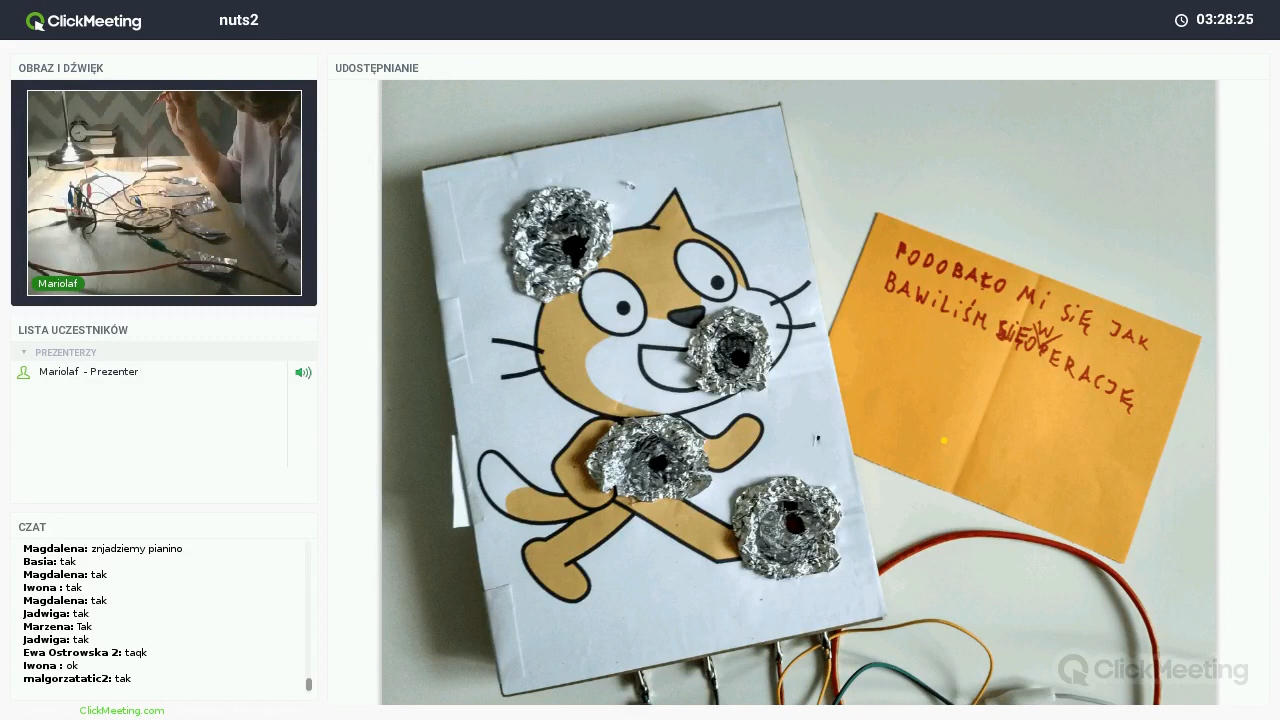 ClickMeeting
nuts2
03:28:25
OBRAZ I DŹWIĘK
Mariolaf
LISTA UCZESTNIKÓW
PREZENTERZY
Mariolaf - Prezenter
CZAT
Magdalena: znjadziemy pianino
Basia: tak
Magdalena: tak
Iwona : tak
Magdalena: tak
Jadwiga: tak
Marzena: Tak
Jadwiga: tak
Ewa Ostrowska 2: taqk
Iwona : ok
malgorzatatic2: tak
ClickMeeting.com
UDOSTĘPNIANIE
PODOBAŁO MI SIĘ JAK
BAWILIŚM SIĘ W
OPERACJĘ
ClickMeeting